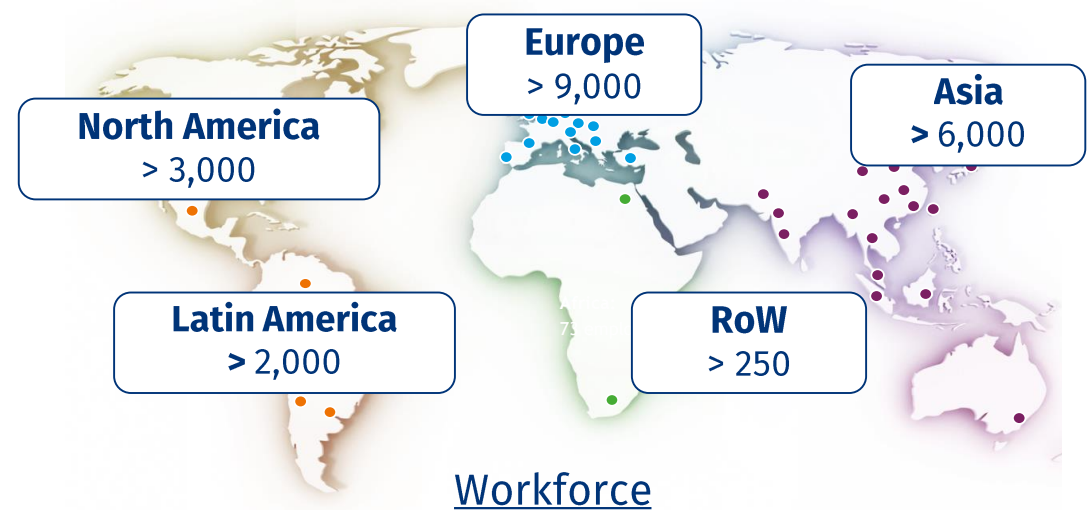 Europe
> 9,000
Asia
> 6,000
North America
> 3,000
Latin America
> 2,000
RoW
> 250
Workforce